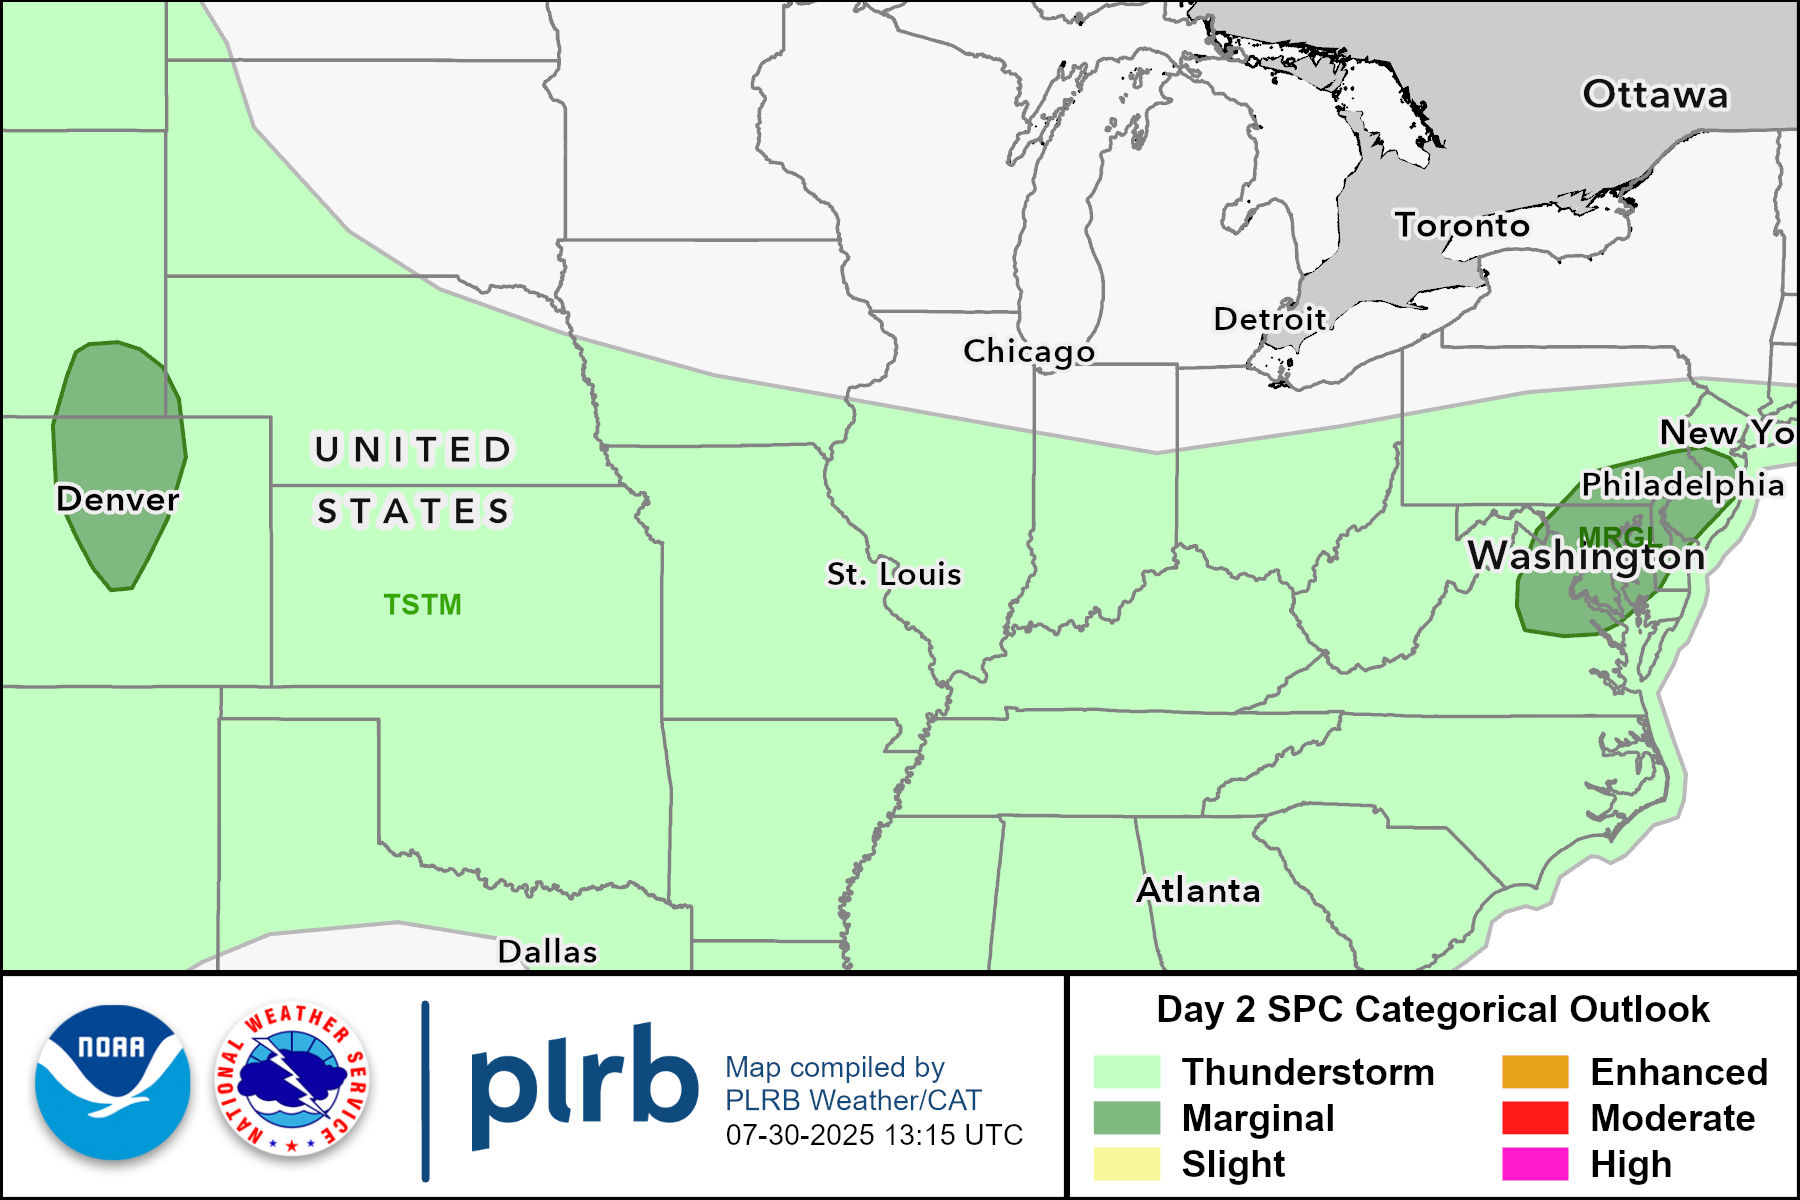 Ottawa
Toronto
Detroit
Chicago
New Yo
UNITED
Philadelphia
Denver
STATES
MRGL
Washington
St. Louis
TSTM
Atlanta
Dallas
NOAA
NATIONAL WEATHER SERVICE
plrb
Map compiled by
PLRB Weather/CAT
07-30-2025 13:15 UTC
Day 2 SPC Categorical Outlook
Thunderstorm
Marginal
Slight
Enhanced
Moderate
High